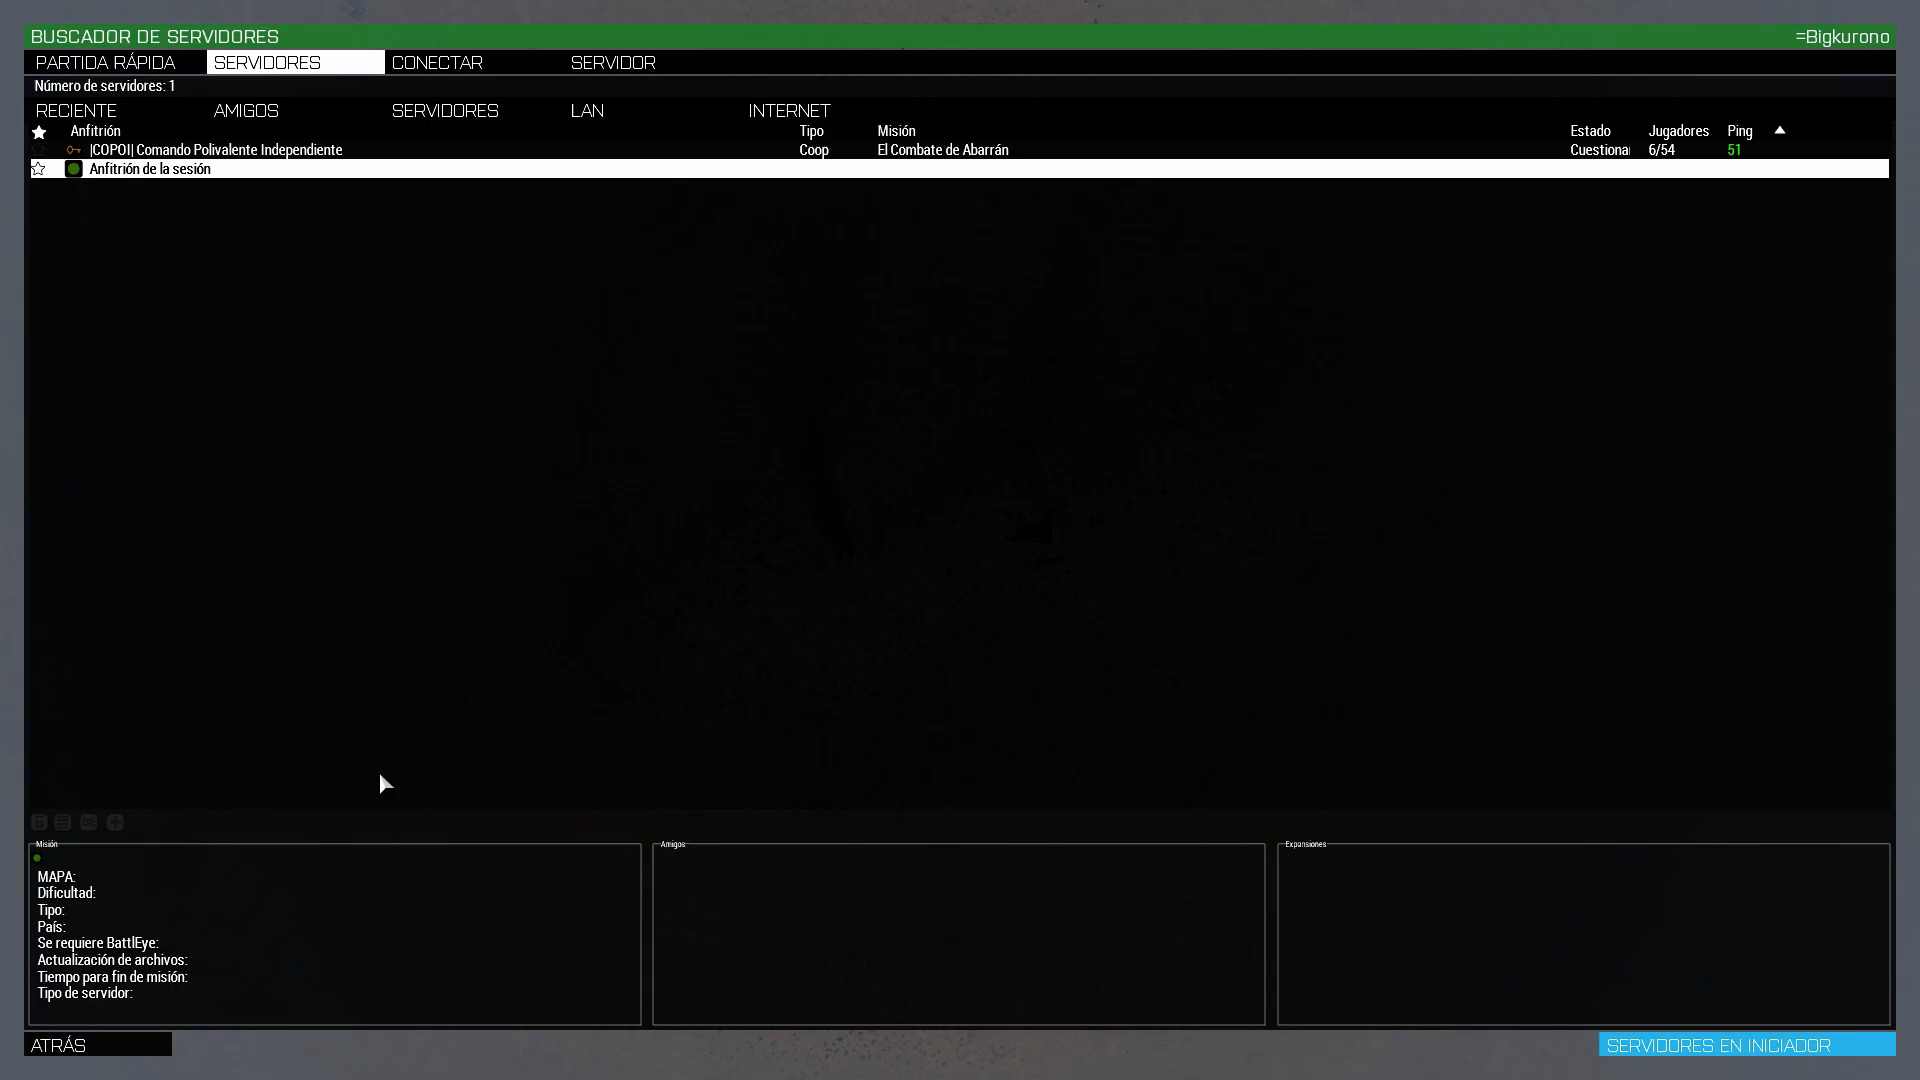 BUSCADOR DE SERVIDORES =Bigkurono
PARTIDA RÁPIDA SERVIDORES CONECTAR SERVIDOR
Número de servidores: 1
RECIENTE AMIGOS SERVIDORES LAN INTERNET
Anfitrión Tipo Misión Estado Jugadores Ping
|COPOI| Comando Polivalente Independiente Coop El Combate de Abarrán Cuestiona 6/54 51
Anfitrión de la sesión
Misión Amigos Expansiones
MAPA:
Dificultad:
Tipo:
País:
Se requiere BattlEye:
Actualización de archivos:
Tiempo para fin de misión:
Tipo de servidor:
ATRÁS SERVIDORES EN INICIADOR